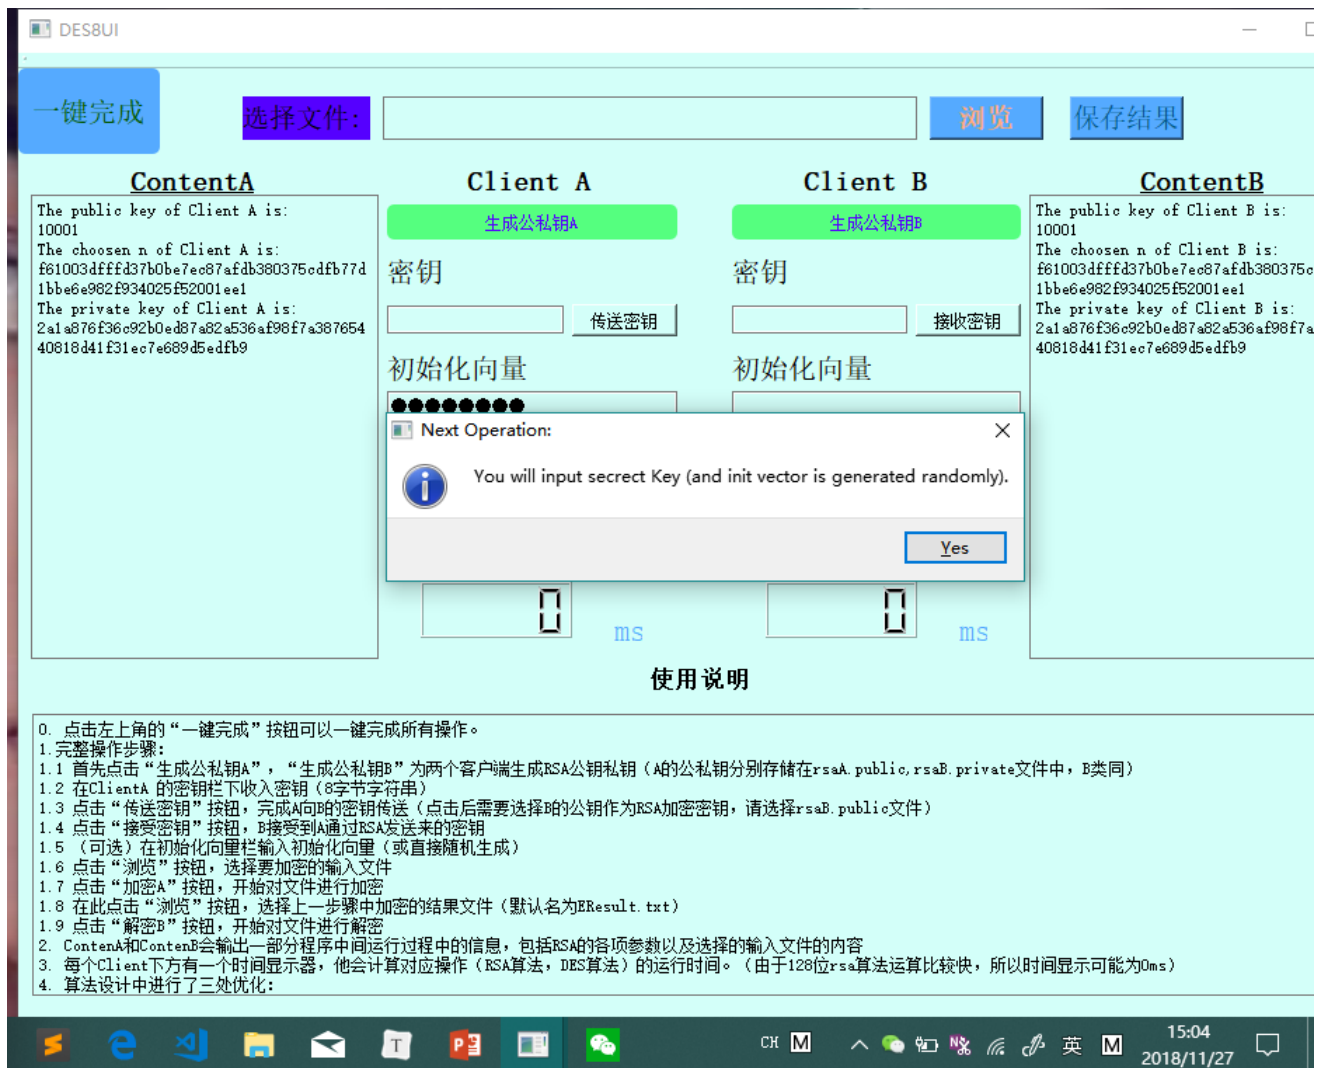 DES8UI
一键完成
选择文件:
浏览
保存结果
ContentA
Client A
Client B
ContentB
The public key of Client A is:
10001
The choosen n of Client A is:
f61003dfffd37b0be7ec87afdb380375cdfb77d
1bbe6e982f934025f52001ee1
The private key of Client A is:
2a1a876f36c92b0ed87a82a536af98f7a387654
40818d41f31ec7e689d5edfb9
生成公私钥A
密钥
传送密钥
初始化向量
生成公私钥B
密钥
接收密钥
初始化向量
The public key of Client B is:
10001
The choosen n of Client B is:
f61003dfffd37b0be7ec87afdb380375c
1bbe6e982f934025f52001ee1
The private key of Client B is:
2a1a876f36c92b0ed87a82a536af98f7a
40818d41f31ec7e689d5edfb9
Next Operation:
You will input secrect Key (and init vector is generated randomly).
Yes
0 ms
0 ms
使用说明
0. 点击左上角的“一键完成”按钮可以一键完成所有操作。
1.完整操作步骤:
1.1 首先点击“生成公私钥A”，“生成公私钥B”为两个客户端生成RSA公钥私钥（A的公私钥分别存储在rsaA.public,rsaB.private文件中，B类同）
1.2 在ClientA 的密钥栏下收入密钥（8字节字符串）
1.3 点击“传送密钥”按钮，完成A向B的密钥传送（点击后需要选择B的公钥作为RSA加密密钥，请选择rsaB.public文件）
1.4 点击“接受密钥”按钮，B接受到A通过RSA发送来的密钥
1.5 （可选）在初始化向量栏输入初始化向量（或直接随机生成）
1.6 点击“浏览”按钮，选择要加密的输入文件
1.7 点击“加密A”按钮，开始对文件进行加密
1.8 在此点击“浏览”按钮，选择上一步骤中加密的结果文件（默认名为EResult.txt）
1.9 点击“解密B”按钮，开始对文件进行解密
2. ContenA和ContenB会输出一部分程序中间运行过程中的信息，包括RSA的各项参数以及选择的输入文件的内容
3. 每个Client下方有一个时间显示器，他会计算对应操作（RSA算法，DES算法）的运行时间。（由于128位rsa算法运算比较快，所以时间显示可能为0ms）
4. 算法设计中进行了三处优化:
CH M 英 M
15:04
2018/11/27